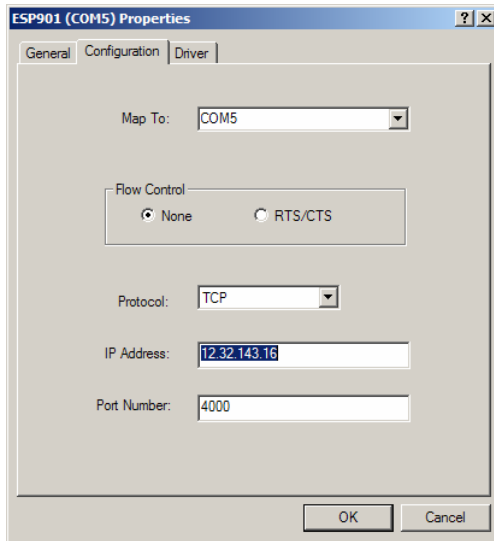 ESP901 (COM5) Properties
General Configuration Driver
Map To: COM5
Flow Control
None RTS/CTS
Protocol: TCP
IP Address: 12.32.143.16
Port Number: 4000
OK Cancel